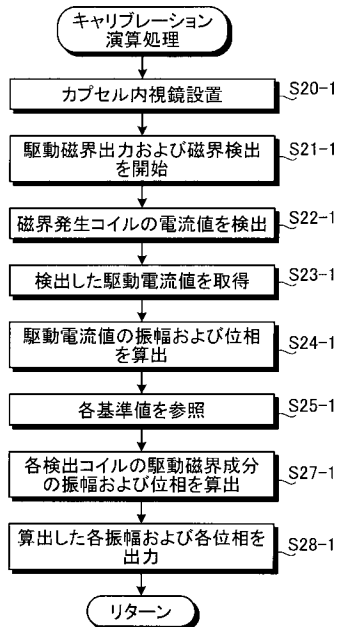 キャリブレーション
演算処理
カプセル内視鏡設置
S20-1
駆動磁界出力および磁界検出
を開始
S21-1
磁界発生コイルの電流値を検出
S22-1
検出した駆動電流値を取得
S23-1
駆動電流値の振幅および位相
を算出
S24-1
各基準値を参照
S25-1
各検出コイルの駆動磁界成分
の振幅および位相を算出
S27-1
算出した各振幅および各位相を
出力
S28-1
リターン